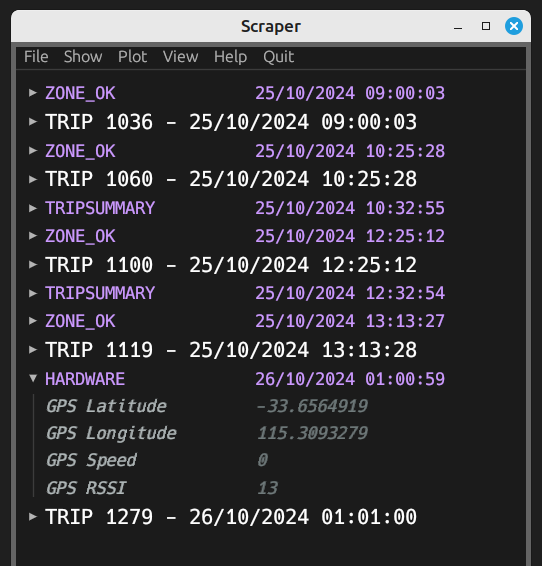 Scraper
File Show Plot View Help Quit
ZONE_OK 25/10/2024 09:00:03
TRIP 1036 – 25/10/2024 09:00:03
ZONE_OK 25/10/2024 10:25:28
TRIP 1060 – 25/10/2024 10:25:28
TRIPSUMMARY 25/10/2024 10:32:55
ZONE_OK 25/10/2024 12:25:12
TRIP 1100 – 25/10/2024 12:25:12
TRIPSUMMARY 25/10/2024 12:32:54
ZONE_OK 25/10/2024 13:13:27
TRIP 1119 – 25/10/2024 13:13:28
HARDWARE 26/10/2024 01:00:59
GPS Latitude -33.6564919
GPS Longitude 115.3093279
GPS Speed 0
GPS RSSI 13
TRIP 1279 – 26/10/2024 01:01:00